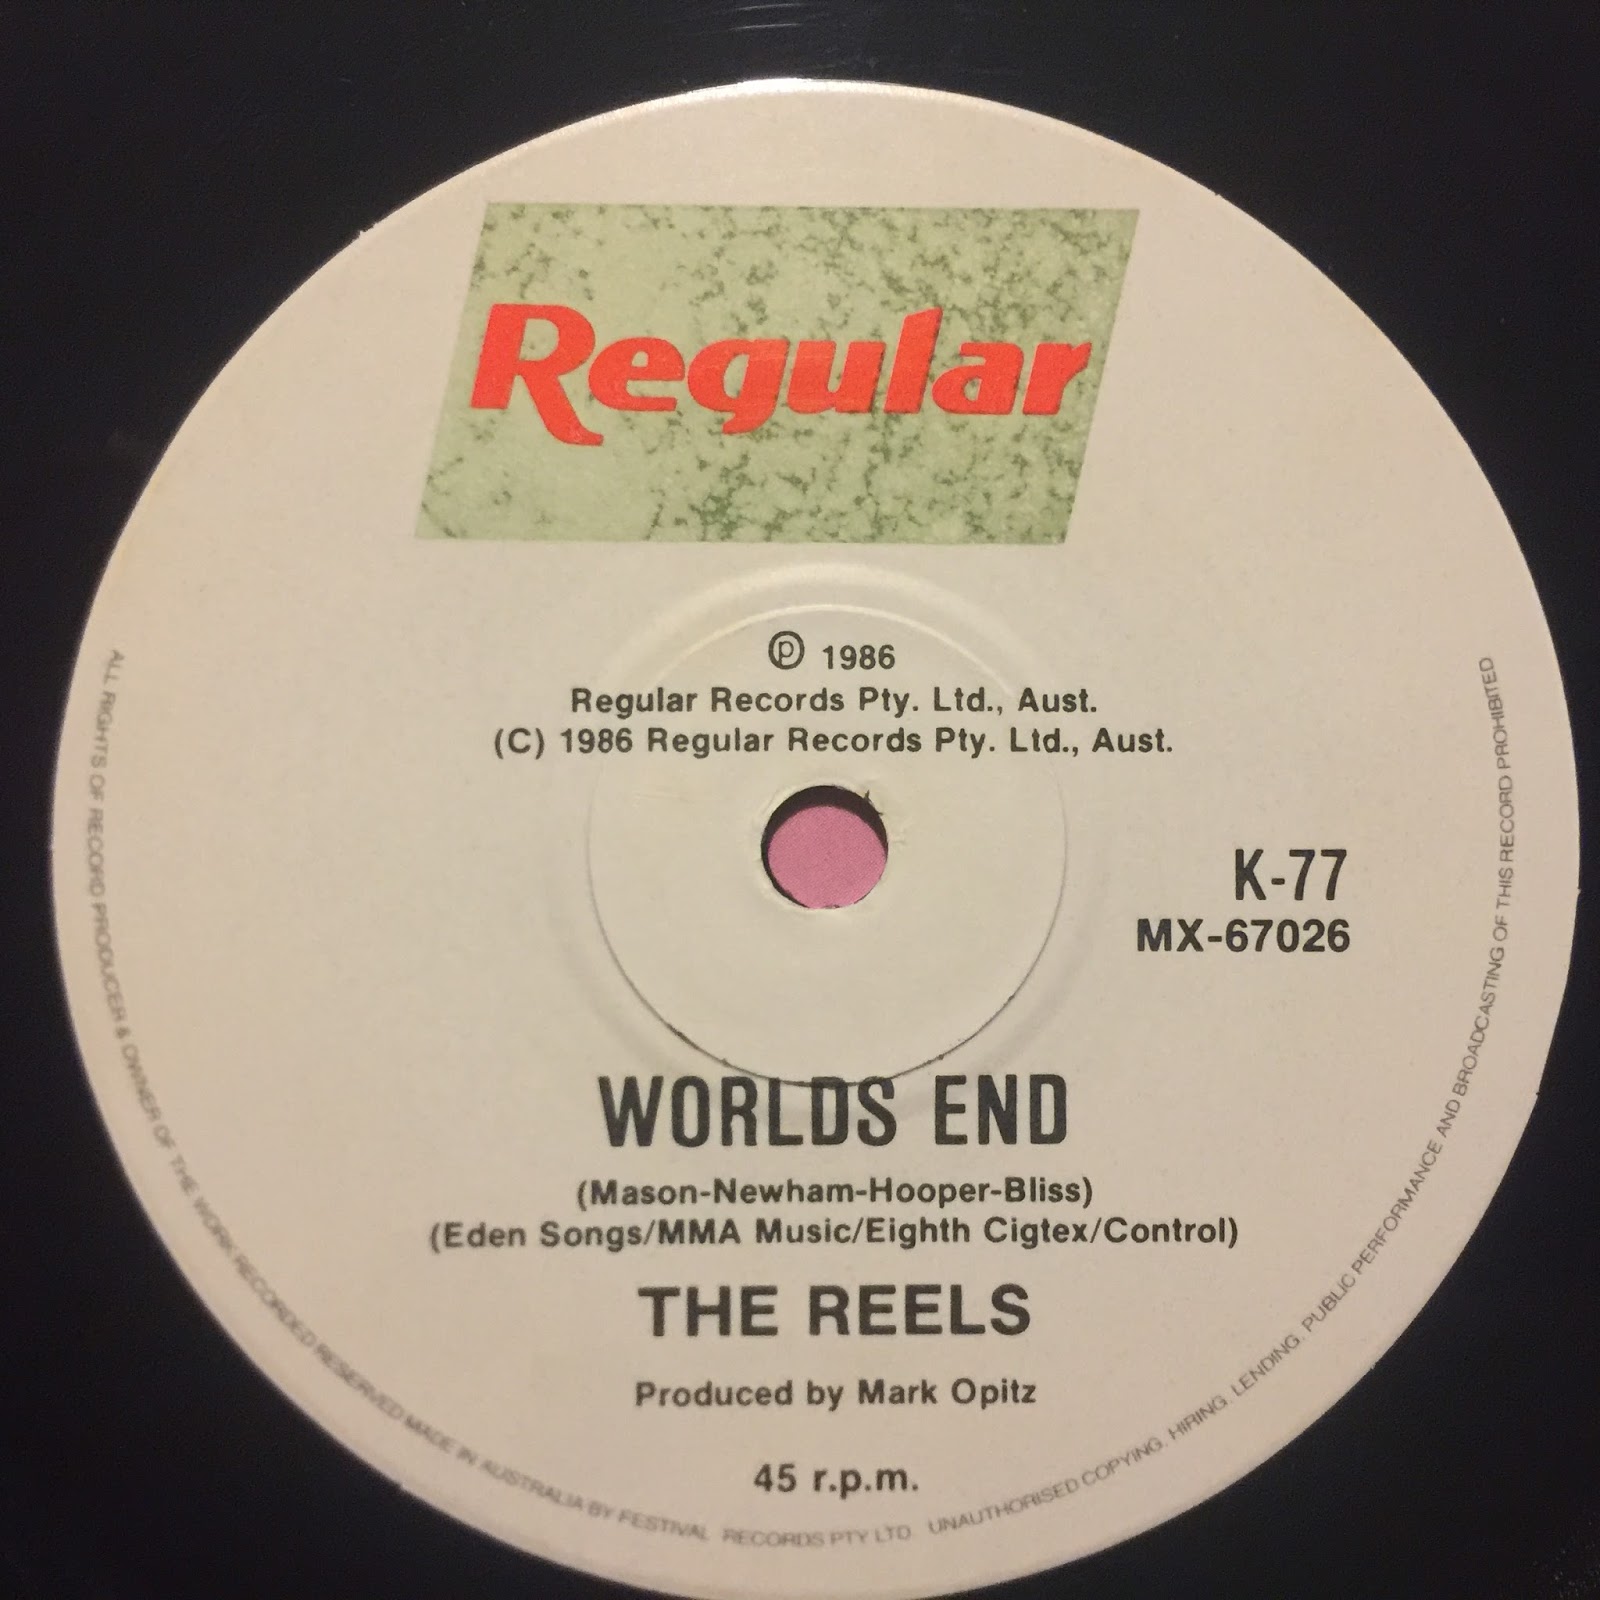 Regular
℗ 1986
Regular Records Pty. Ltd., Aust.
(C) 1986 Regular Records Pty. Ltd., Aust.
K-77
MX-67026
WORLDS END
(Mason-Newham-Hooper-Bliss)
(Eden Songs/MMA Music/Eighth Cigtex/Control)
THE REELS
Produced by Mark Opitz
45 r.p.m.
ALL RIGHTS OF RECORD PRODUCER & OWNER OF THE WORK RECORDED RESERVED MADE IN AUSTRALIA BY FESTIVAL RECORDS PTY LTD UNAUTHORISED COPYING, HIRING, LENDING, PUBLIC PERFORMANCE AND BROADCASTING OF THIS RECORD PROHIBITED